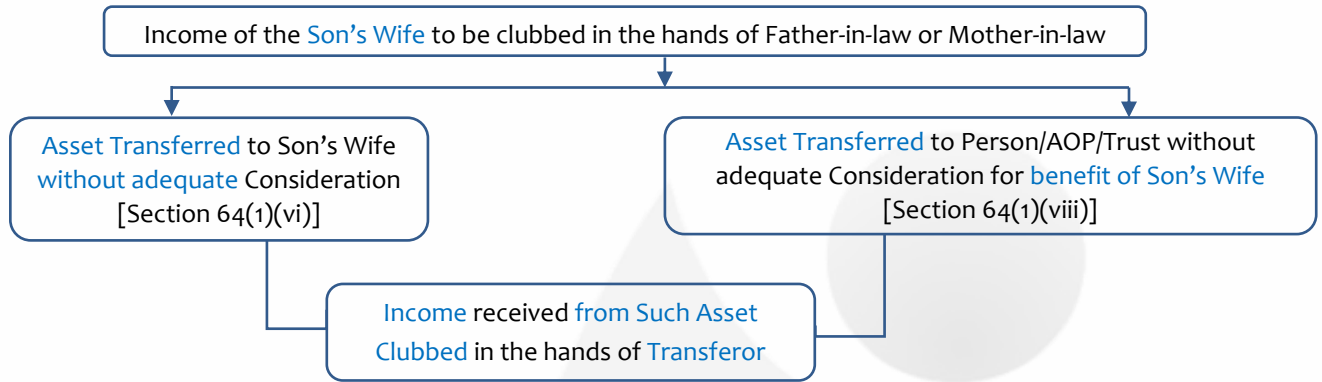 Income of the Son's Wife to be clubbed in the hands of Father-in-law or Mother-in-law
Asset Transferred to Son's Wife
without adequate Consideration
[Section 64(1)(vi)]
Asset Transferred to Person/AOP/Trust without
adequate Consideration for benefit of Son's Wife
[Section 64(1)(viii)]
Income received from Such Asset
Clubbed in the hands of Transferor